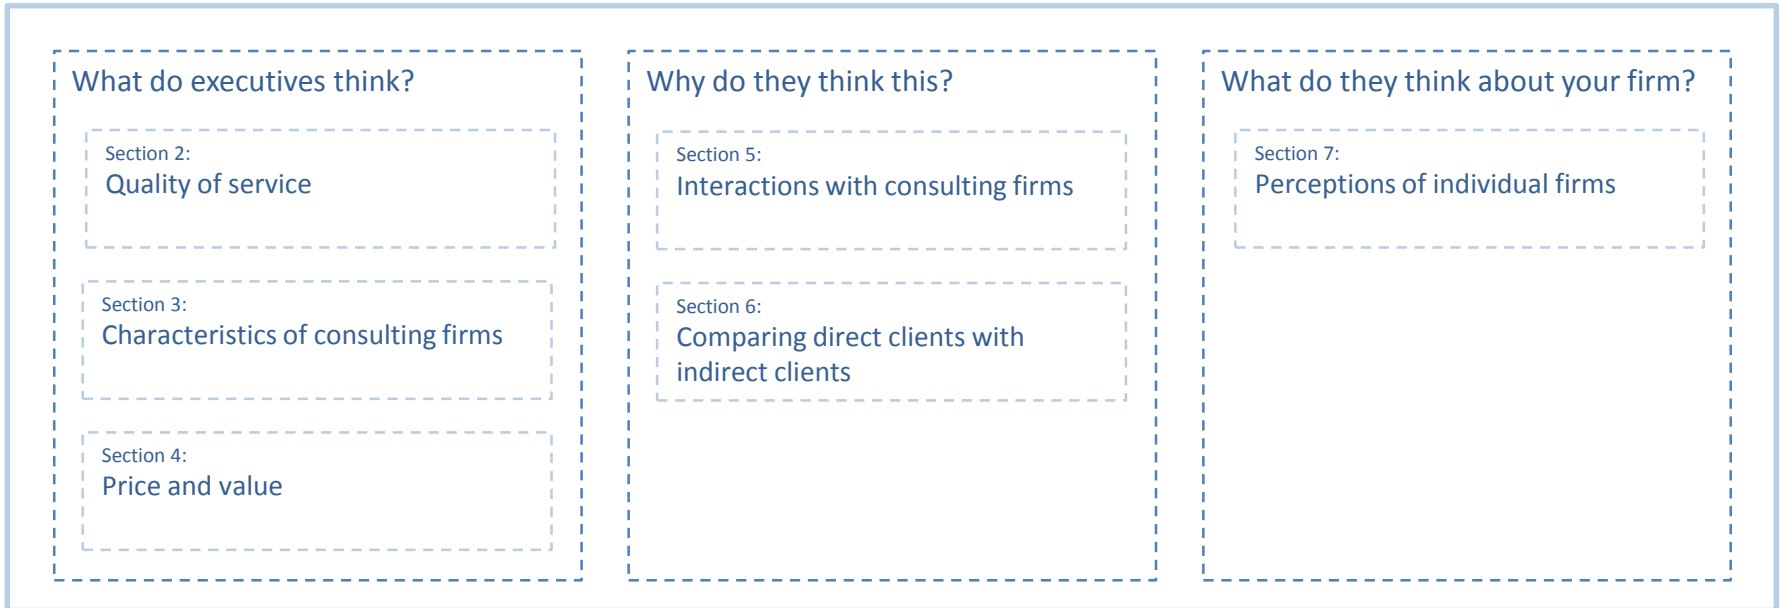 What do executives think?
Section 2:
Quality of service
Section 3:
Characteristics of consulting firms
Section 4:
Price and value
Why do they think this?
Section 5:
Interactions with consulting firms
Section 6:
Comparing direct clients with
indirect clients
What do they think about your firm?
Section 7:
Perceptions of individual firms